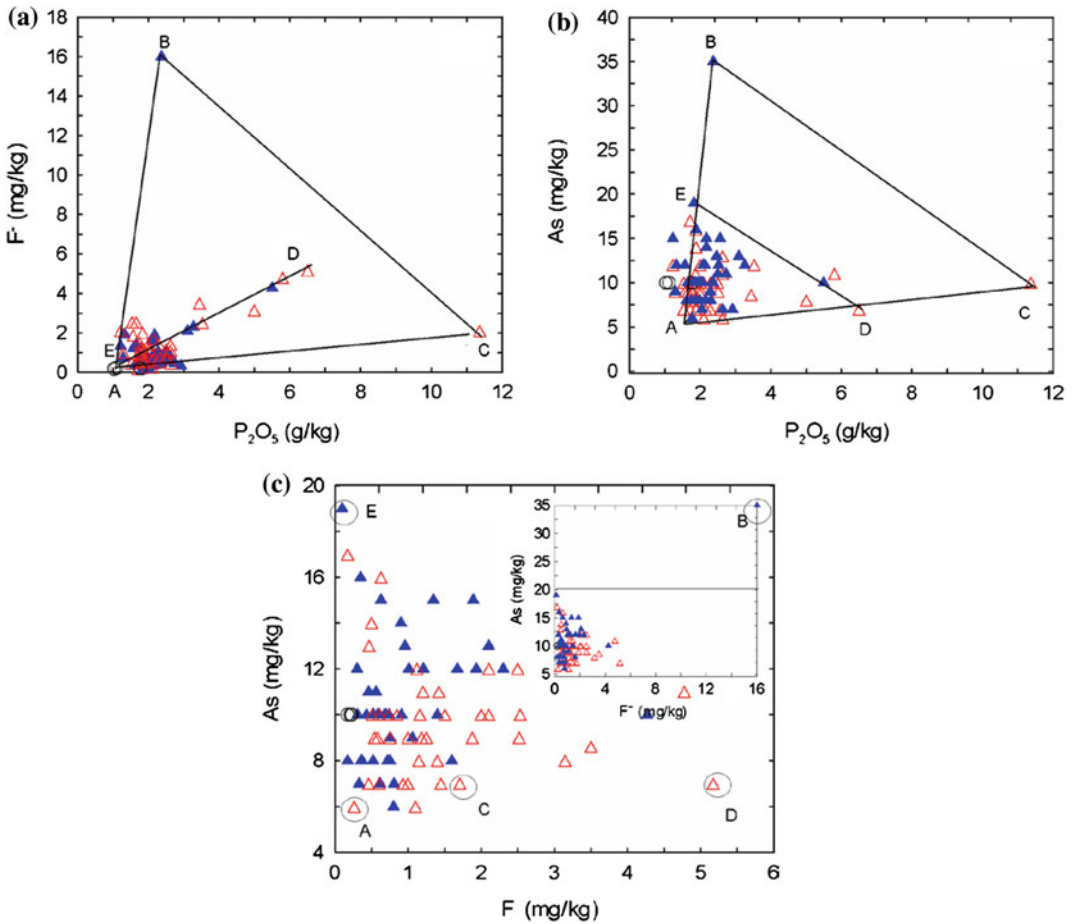 (a)
B
D
E
A
C
F⁻ (mg/kg)
18
16
14
12
10
8
6
4
2
0
0 2 4 6 8 10 12
P₂O₅ (g/kg)
(b)
B
E
A
D
C
As (mg/kg)
40
35
30
25
20
15
10
5
0
0 2 4 6 8 10 12
P₂O₅ (g/kg)
(c)
E
B
A
C
D
As (mg/kg)
20
16
12
8
4
0 1 2 3 4 5 6
F (mg/kg)
As (mg/kg)
35
30
25
20
15
10
5
0 4 8 12 16
F⁻ (mg/kg)